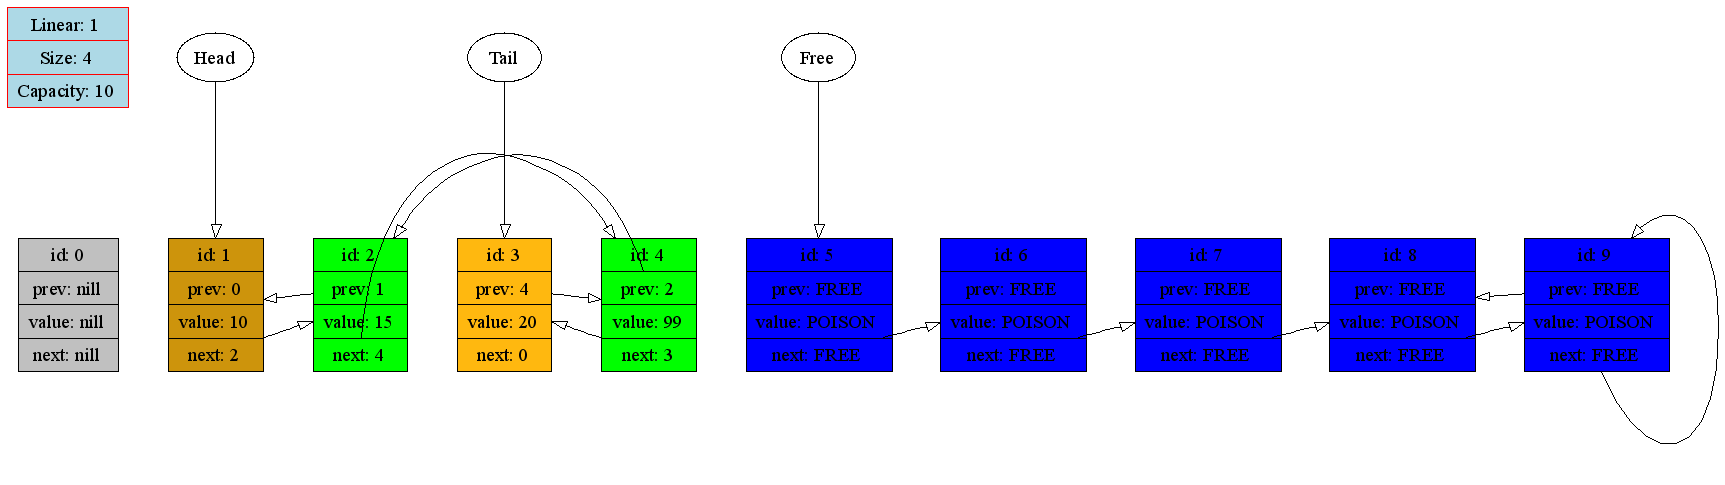 Linear: 1
Size: 4
Capacity: 10
Head
Tail
Free
id: 0
prev: nill
value: nill
next: nill
id: 1
prev: 0
value: 10
next: 2
id: 2
prev: 1
value: 15
next: 4
id: 3
prev: 4
value: 20
next: 0
id: 4
prev: 2
value: 99
next: 3
id: 5
prev: FREE
value: POISON
next: FREE
id: 6
prev: FREE
value: POISON
next: FREE
id: 7
prev: FREE
value: POISON
next: FREE
id: 8
prev: FREE
value: POISON
next: FREE
id: 9
prev: FREE
value: POISON
next: FREE